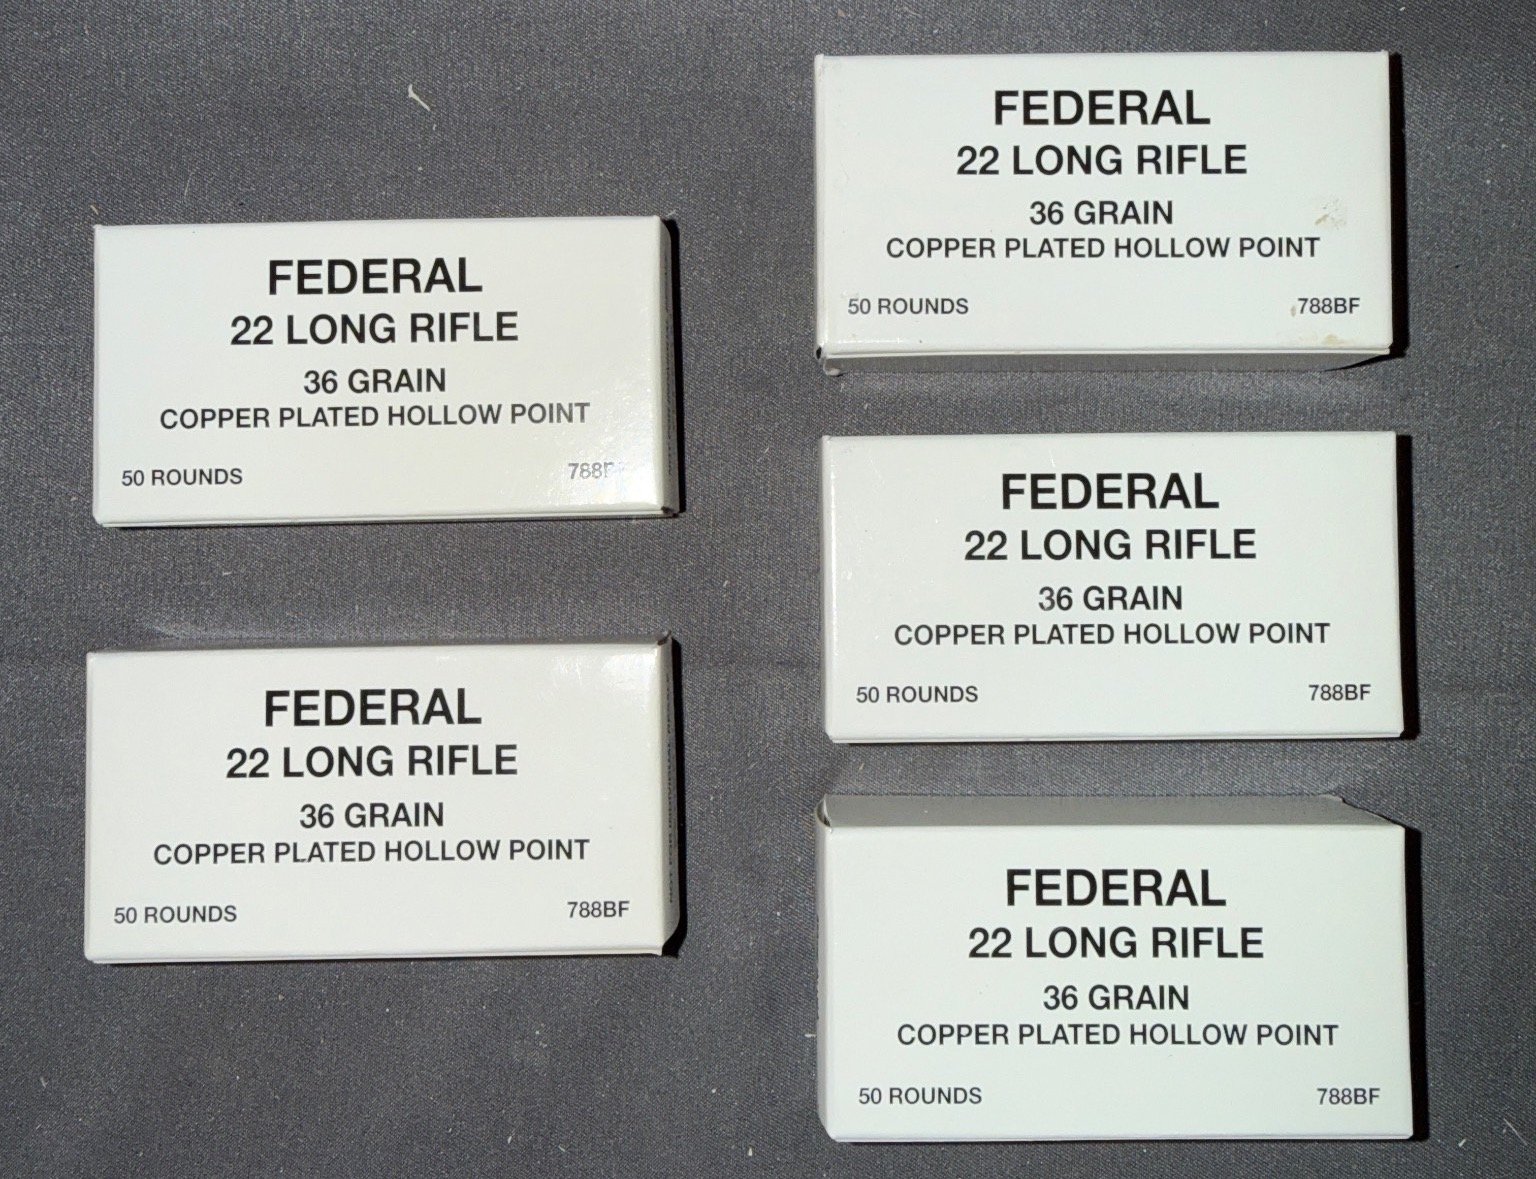 FEDERAL
22 LONG RIFLE
36 GRAIN
COPPER PLATED HOLLOW POINT
50 ROUNDS
FEDERAL
22 LONG RIFLE
36 GRAIN
COPPER PLATED HOLLOW POINT
50 ROUNDS 788BF
FEDERAL
22 LONG RIFLE
36 GRAIN
COPPER PLATED HOLLOW POINT
50 ROUNDS 788BF
FEDERAL
22 LONG RIFLE
36 GRAIN
COPPER PLATED HOLLOW POINT
50 ROUNDS 788BF
FEDERAL
22 LONG RIFLE
36 GRAIN
COPPER PLATED HOLLOW POINT
50 ROUNDS 788BF